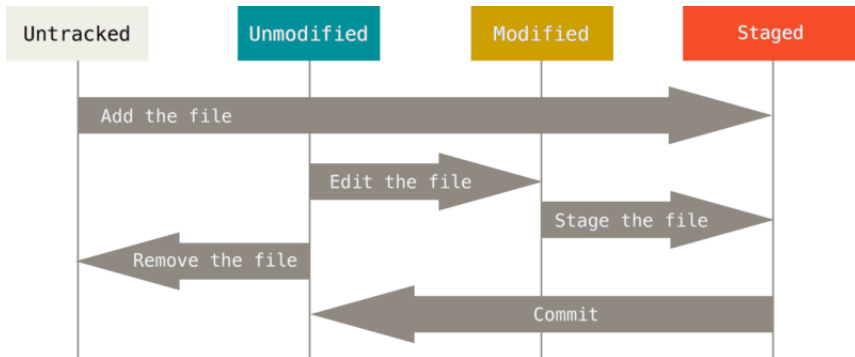 Untracked
Unmodified
Modified
Staged
Add the file
Edit the file
Stage the file
Remove the file
Commit